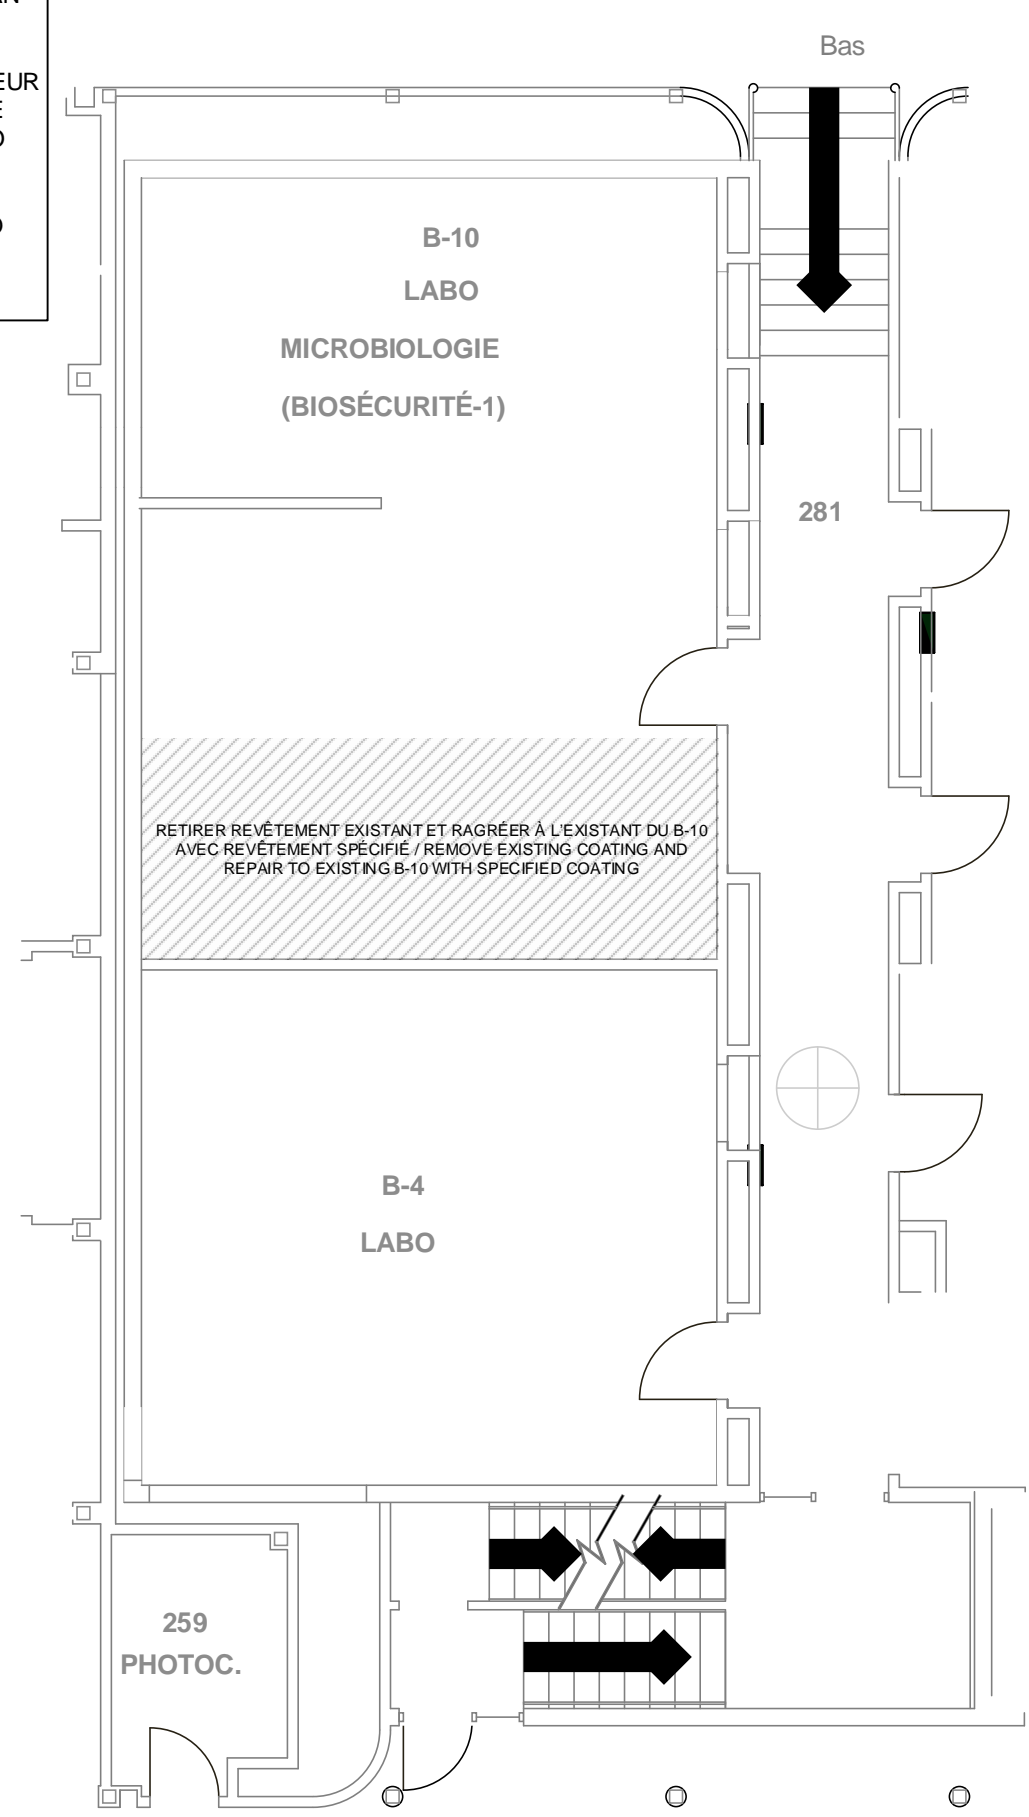 EUR
Bas
B-10
LABO
MICROBIOLOGIE
(BIOSÉCURITÉ-1)
281
RETIRER REVÊTEMENT EXISTANT ET RAGRÉER À L'EXISTANT DU B-10
AVEC REVÊTEMENT SPÉCIFIÉ / REMOVE EXISTING COATING AND
REPAIR TO EXISTING B-10 WITH SPECIFIED COATING
B-4
LABO
259
PHOTOC.